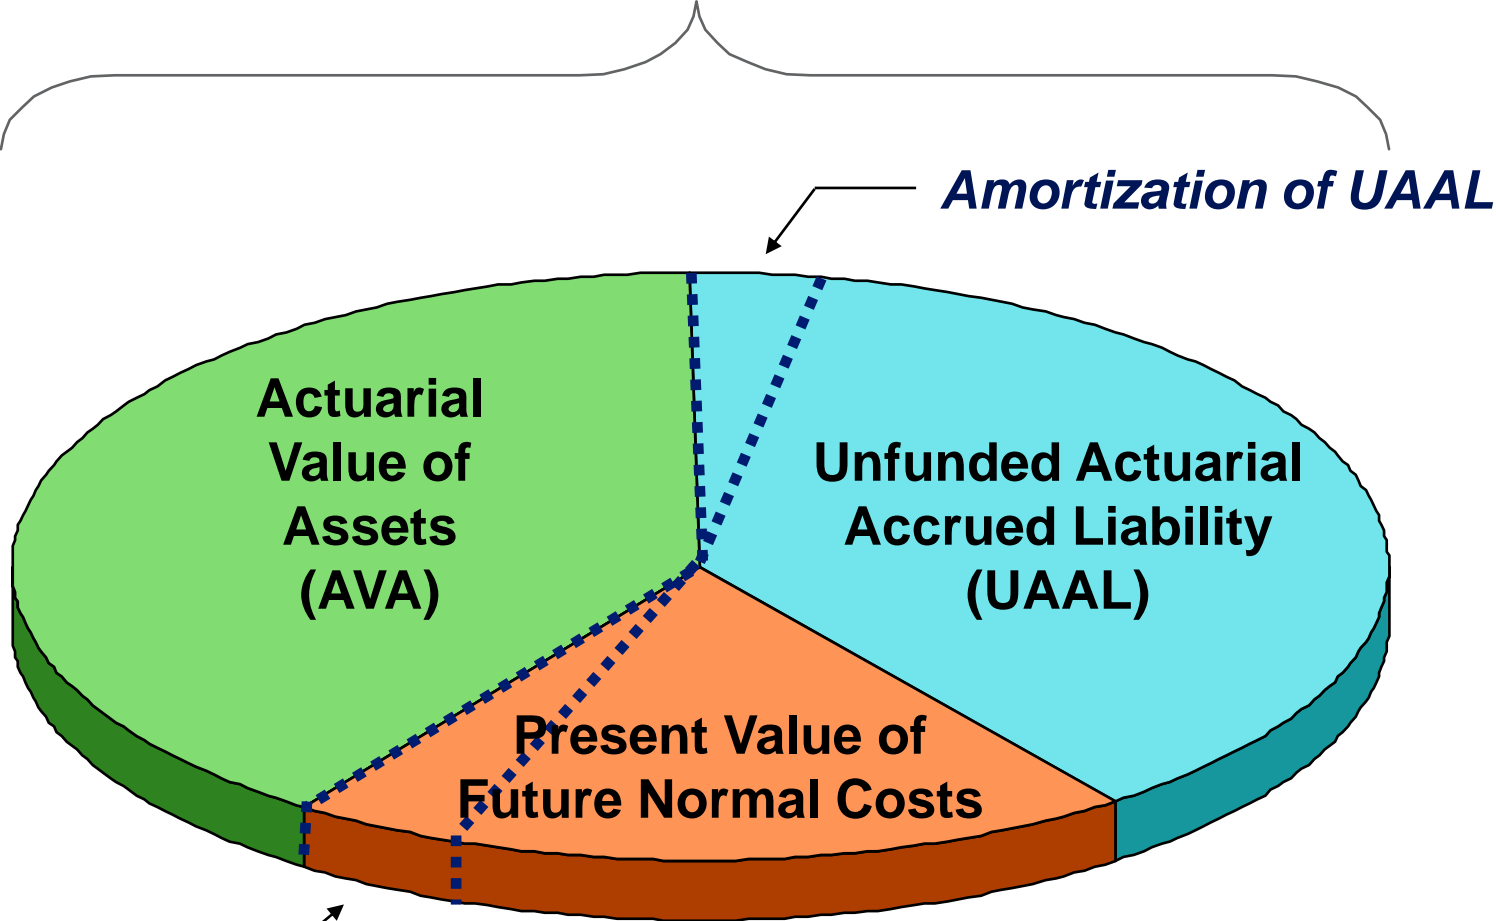 Amortization of UAAL
Actuarial
Value of
Assets
(AVA)
Unfunded Actuarial
Accrued Liability
(UAAL)
Present Value of
Future Normal Costs